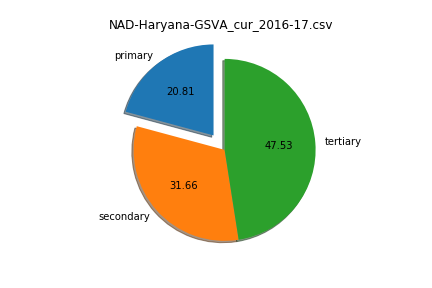 NAD-Haryana-GSVA_cur_2016-17.csv
primary
20.81
47.53
tertiary
31.66
secondary